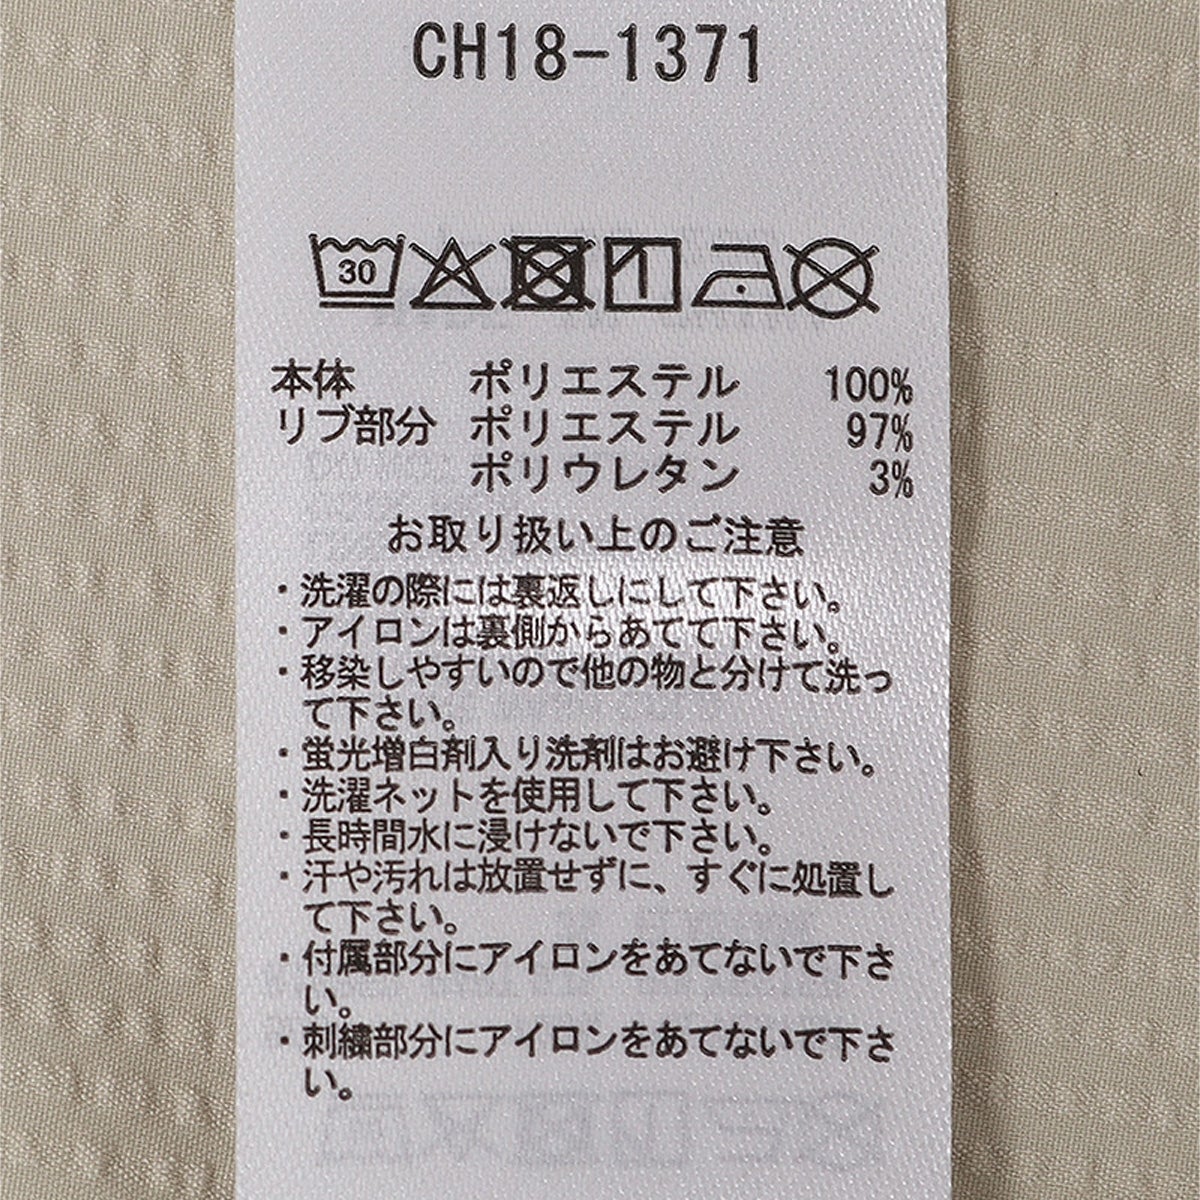 CH18-1371
30
本体 ポリエステル 100%
リブ部分 ポリエステル 97%
ポリウレタン 3%
お取り扱い上のご注意
・洗濯の際には裏返しにして下さい。
・アイロンは裏側からあてて下さい。
・移染しやすいので他の物と分けて洗っ
て下さい。
・蛍光増白剤入り洗剤はお避け下さい。
・洗濯ネットを使用して下さい。
・長時間水に浸けないで下さい。
・汗や汚れは放置せずに、すぐに処置し
て下さい。
・付属部分にアイロンをあてないで下さ
い。
・刺繍部分にアイロンをあてないで下さ
い。